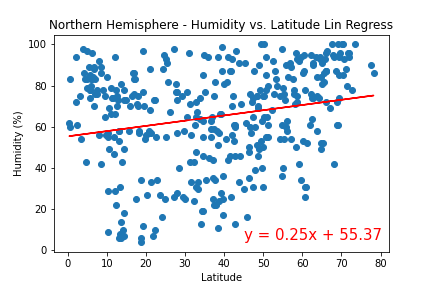 Northern Hemisphere - Humidity vs. Latitude Lin Regress
100
80
60
40
20
0
Humidity (%)
y = 0.25x + 55.37
0 10 20 30 40 50 60 70 80
Latitude